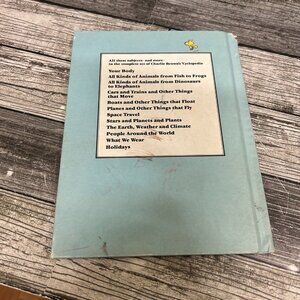 All these subjects and more
in the complete set of Charlie Brown's 'Cyclopedia
Your Body
All Kinds of Animals from Fish to Frogs
All Kinds of Animals from Dinosaurs
to Elephants
Cars and Trains and Other Things
that Move
Boats and Other Things that Float
Planes and Other Things that Fly
Space Travel
Stars and Planets and Plants
The Earth, Weather and Climate
People Around the World
What We Wear
Holidays